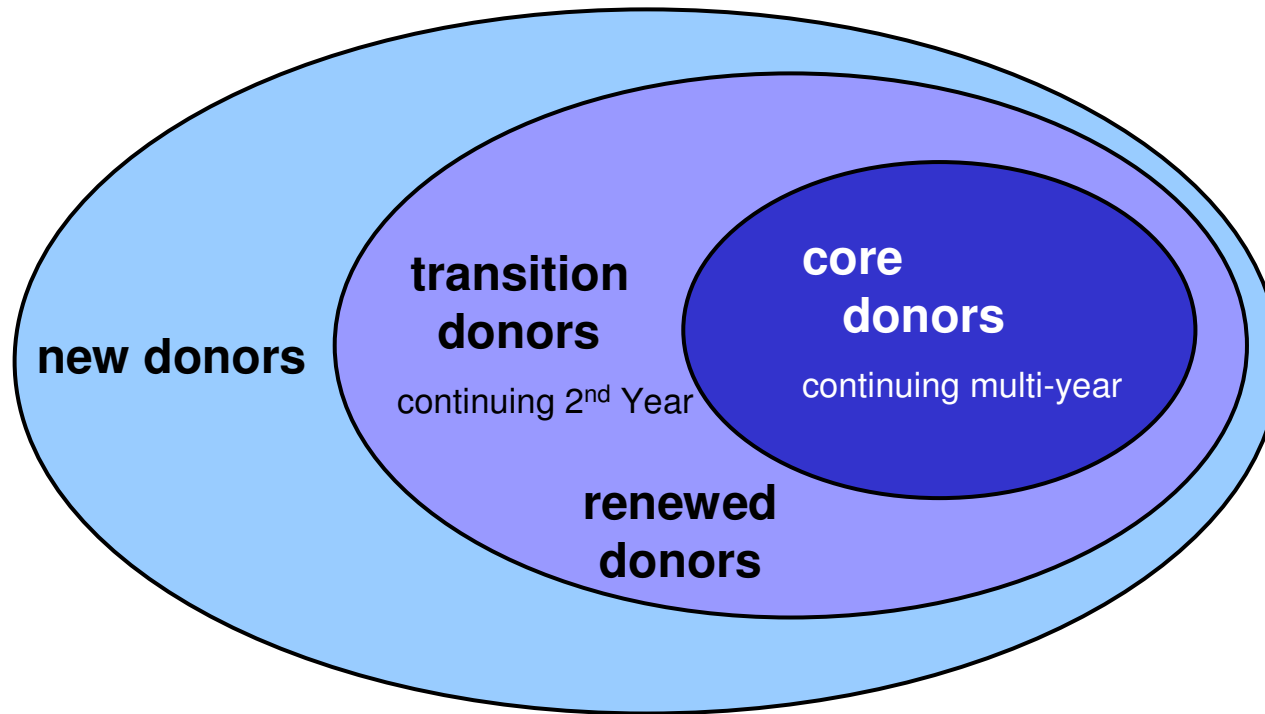 new donors
transition
donors
continuing 2nd Year
renewed
donors
core
donors
continuing multi-year